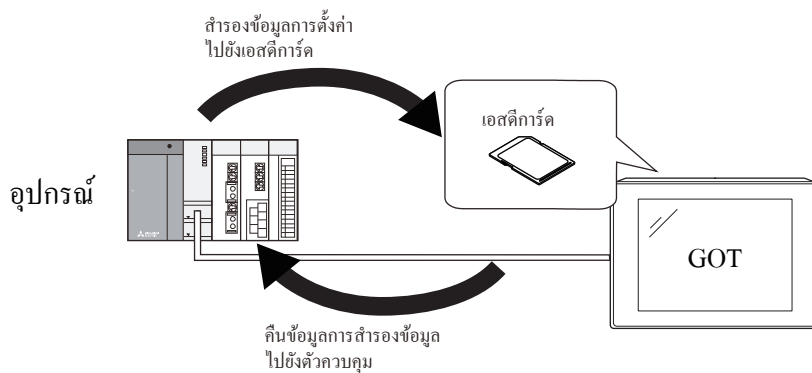 สำรองข้อมูลการตั้งค่า
ไปยังเอสดีการ์ด
เอสดีการ์ด
อุปกรณ์
GOT
คืนข้อมูลการสำรองข้อมูล
ไปยังตัวควบคุม